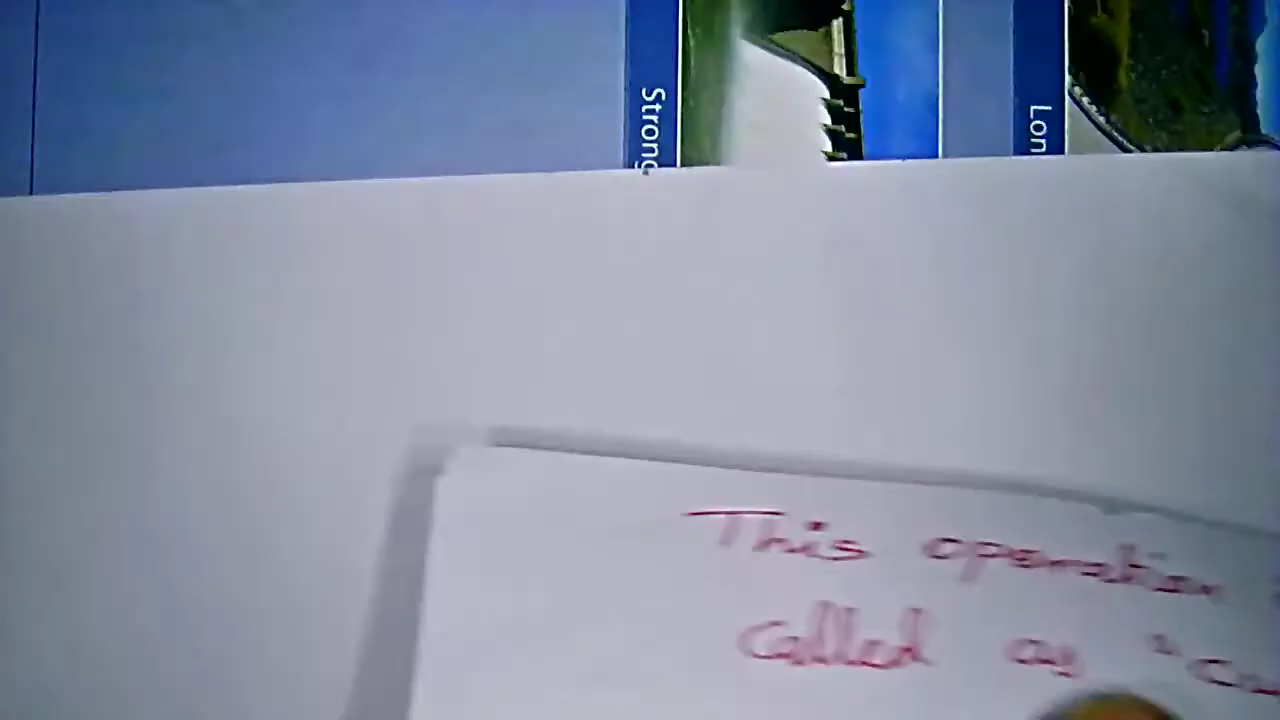 Strong
Lon
This operation
called as "